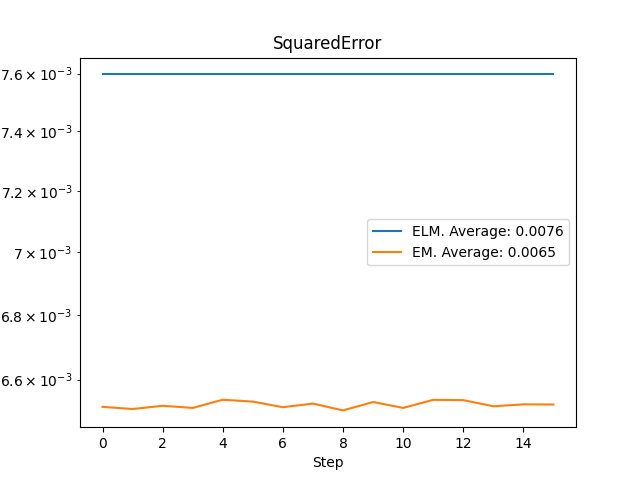 SquaredError
7.6 × 10⁻³
7.4 × 10⁻³
7.2 × 10⁻³
7 × 10⁻³
6.8 × 10⁻³
6.6 × 10⁻³
ELM. Average: 0.0076
EM. Average: 0.0065
0 2 4 6 8 10 12 14
Step